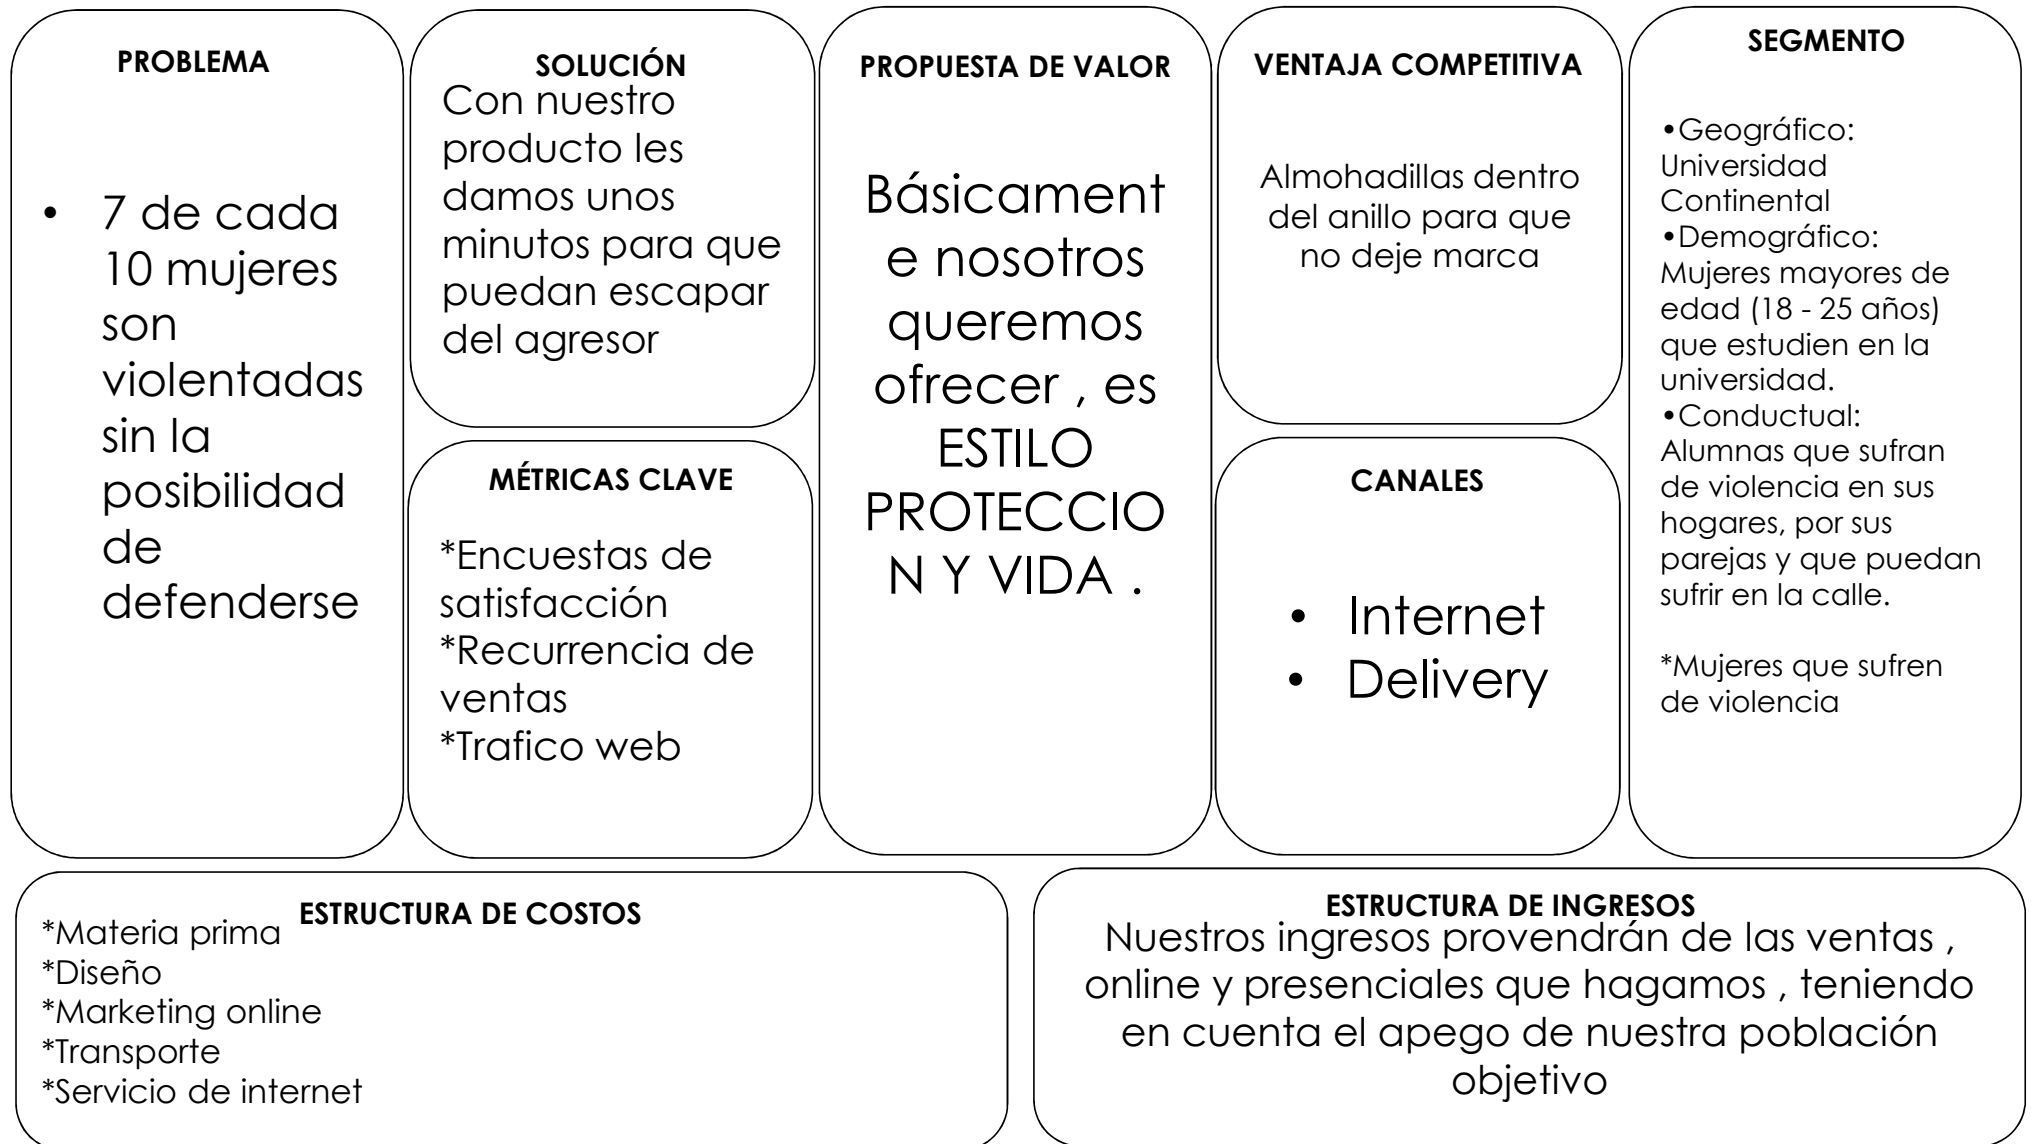 PROBLEMA
• 7 de cada
10 mujeres
son
violentadas
sin la
posibilidad
de
defenderse
SOLUCIÓN
Con nuestro
producto les
damos unos
minutos para que
puedan escapar
del agresor
MÉTRICAS CLAVE
*Encuestas de
satisfacción
*Recurrencia de
ventas
*Trafico web
PROPUESTA DE VALOR
Básicament
e nosotros
queremos
ofrecer , es
ESTILO
PROTECCIO
N Y VIDA .
VENTAJA COMPETITIVA
Almohadillas dentro
del anillo para que
no deje marca
CANALES
• Internet
• Delivery
SEGMENTO
•Geográfico:
Universidad
Continental
•Demográfico:
Mujeres mayores de
edad (18 - 25 años)
que estudien en la
universidad.
•Conductual:
Alumnas que sufran
de violencia en sus
hogares, por sus
parejas y que puedan
sufrir en la calle.
*Mujeres que sufren
de violencia
ESTRUCTURA DE COSTOS
*Materia prima
*Diseño
*Marketing online
*Transporte
*Servicio de internet
ESTRUCTURA DE INGRESOS
Nuestros ingresos provendrán de las ventas ,
online y presenciales que hagamos , teniendo
en cuenta el apego de nuestra población
objetivo